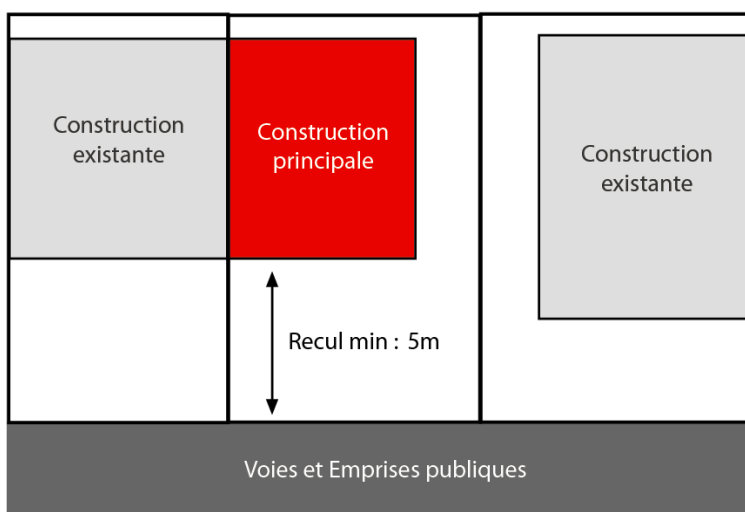 Construction
existante
Construction
principale
Construction
existante
Recul min : 5m
Voies et Emprises publiques